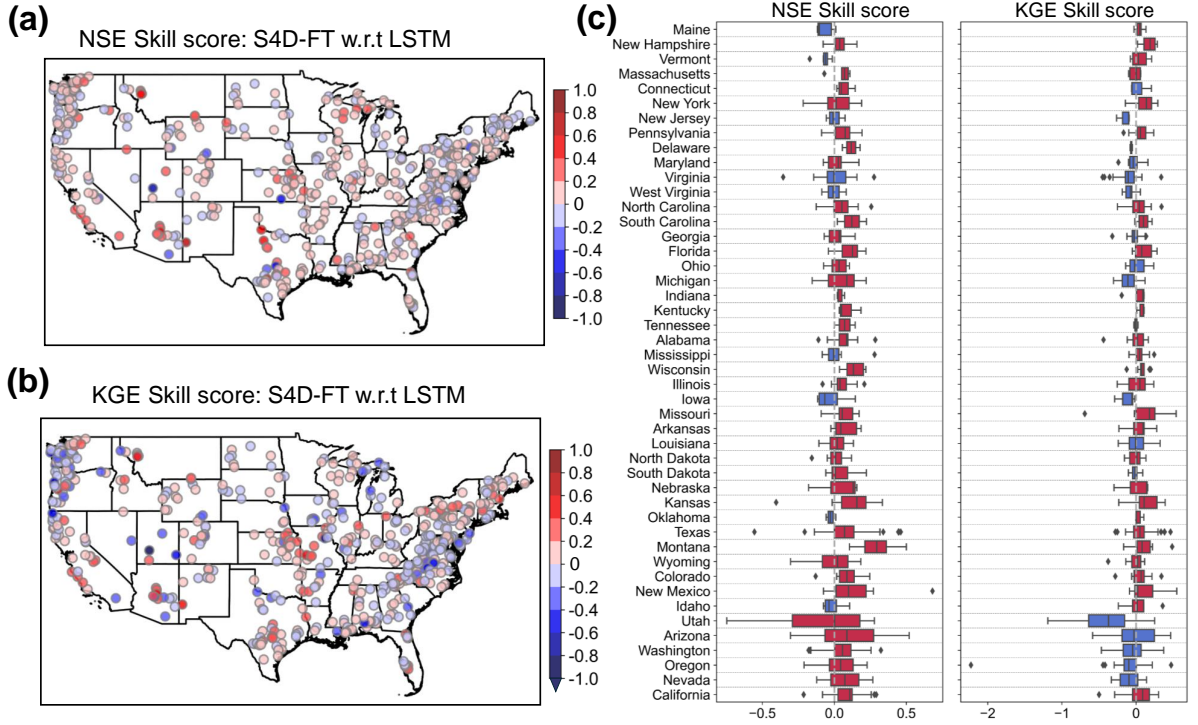 (a)
NSE Skill score: S4D-FT w.r.t LSTM
1.0
0.8
0.6
0.4
0.2
0
-0.2
-0.4
-0.6
-0.8
-1.0
(b)
KGE Skill score: S4D-FT w.r.t LSTM
1.0
0.8
0.6
0.4
0.2
0
-0.2
-0.4
-0.6
-0.8
-1.0
(c)
NSE Skill score
KGE Skill score
Maine
New Hampshire
Vermont
Massachusetts
Connecticut
New York
New Jersey
Pennsylvania
Delaware
Maryland
Virginia
West Virginia
North Carolina
South Carolina
Georgia
Florida
Ohio
Michigan
Indiana
Kentucky
Tennessee
Alabama
Mississippi
Wisconsin
Illinois
Iowa
Missouri
Arkansas
Louisiana
North Dakota
South Dakota
Nebraska
Kansas
Oklahoma
Texas
Montana
Wyoming
Colorado
New Mexico
Idaho
Utah
Arizona
Washington
Oregon
Nevada
California
−0.5 0.0 0.5
−2 −1 0